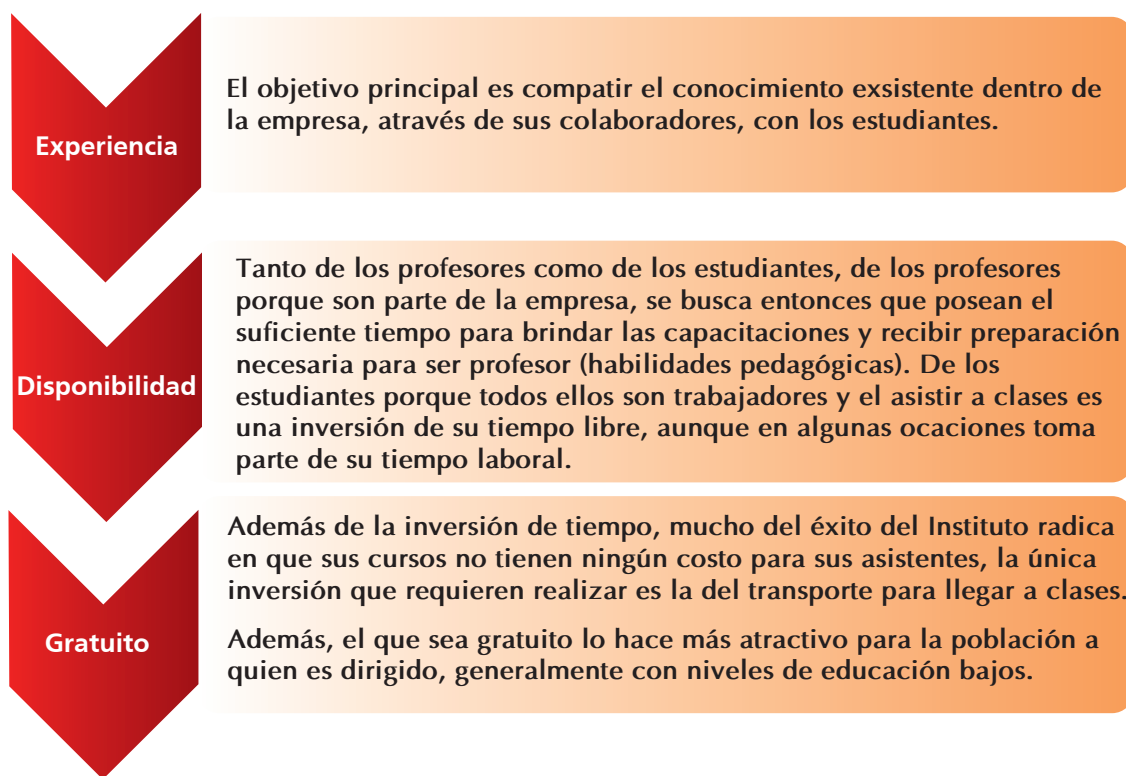 Experiencia
El objetivo principal es compatir el conocimiento exsistente dentro de
la empresa, através de sus colaboradores, con los estudiantes.
Disponibilidad
Tanto de los profesores como de los estudiantes, de los profesores
porque son parte de la empresa, se busca entonces que posean el
suficiente tiempo para brindar las capacitaciones y recibir preparación
necesaria para ser profesor (habilidades pedagógicas). De los
estudiantes porque todos ellos son trabajadores y el asistir a clases es
una inversión de su tiempo libre, aunque en algunas ocaciones toma
parte de su tiempo laboral.
Gratuito
Además de la inversión de tiempo, mucho del éxito del Instituto radica
en que sus cursos no tienen ningún costo para sus asistentes, la única
inversión que requieren realizar es la del transporte para llegar a clases.
Además, el que sea gratuito lo hace más atractivo para la población a
quien es dirigido, generalmente con niveles de educación bajos.